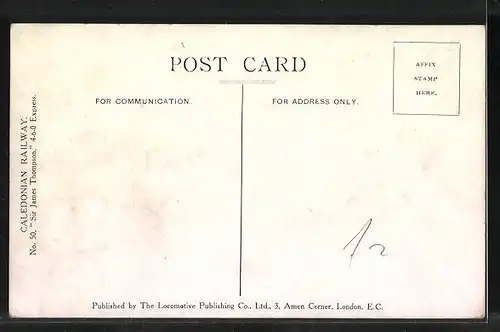 POST CARD
AFFIX
STAMP
HERE.
FOR COMMUNICATION.
FOR ADDRESS ONLY.
CALEDONIAN RAILWAY.
No. 50, "Sir James Thompson," 4-6-0 Express.
Published by The Locomotive Publishing Co., Ltd., 3, Amen Corner, London, E.C.